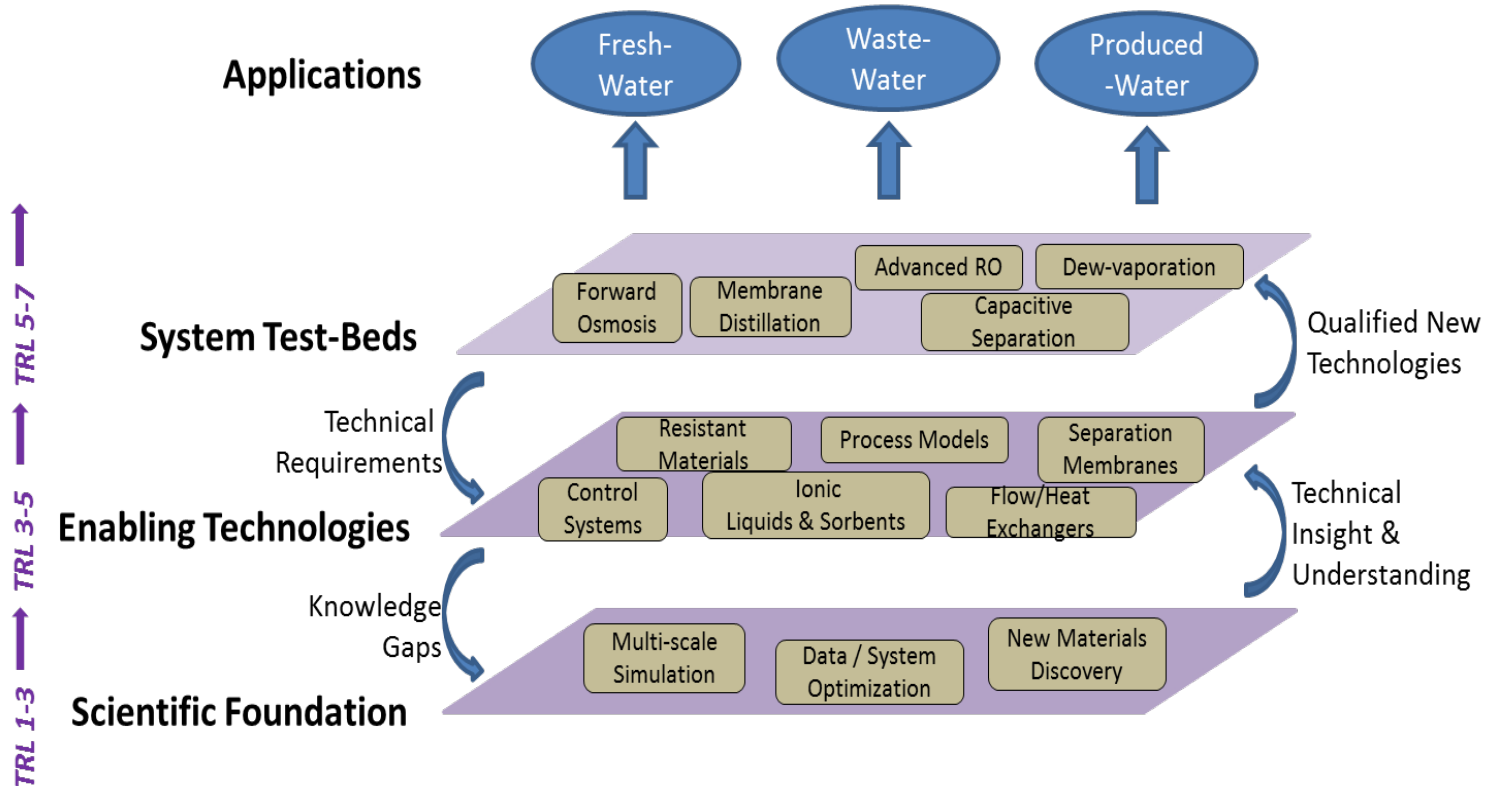 Applications
Fresh-
Water
Waste-
Water
Produced
-Water
System Test-Beds
Forward
Osmosis
Membrane
Distillation
Advanced RO
Dew-vaporation
Capacitive
Separation
Qualified New
Technologies
Technical
Requirements
Enabling Technologies
Resistant
Materials
Process Models
Separation
Membranes
Control
Systems
Ionic
Liquids & Sorbents
Flow/Heat
Exchangers
Technical
Insight &
Understanding
Knowledge
Gaps
Scientific Foundation
Multi-scale
Simulation
Data / System
Optimization
New Materials
Discovery
TRL 1-3
TRL 3-5
TRL 5-7